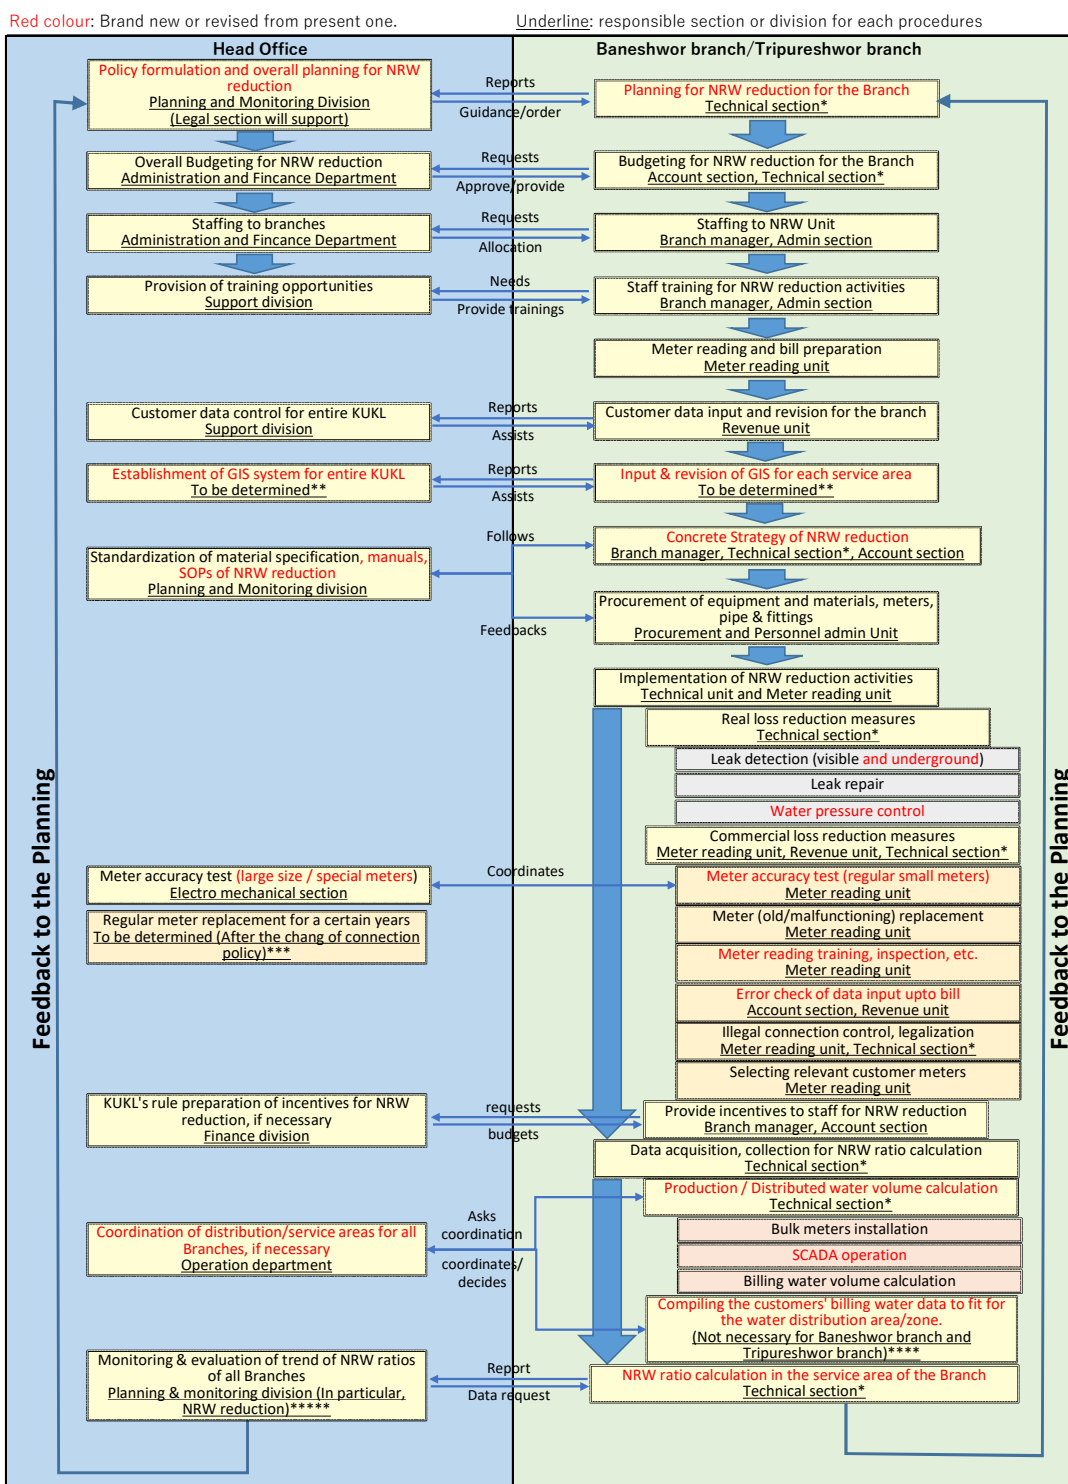 Red colour: Brand new or revised from present one.
Underline: responsible section or division for each procedures
Head Office
Baneshwor branch/Tripureshwor branch
Policy formulation and overall planning for NRW
reduction
Planning and Monitoring Division
(Legal section will support)
Reports
Guidance/order
Planning for NRW reduction for the Branch
Technical section*
Overall Budgeting for NRW reduction
Administration and Fincance Department
Requests
Approve/provide
Budgeting for NRW reduction for the Branch
Account section, Technical section*
Staffing to branches
Administration and Fincance Department
Requests
Allocation
Staffing to NRW Unit
Branch manager, Admin section
Provision of training opportunities
Support division
Needs
Provide trainings
Staff training for NRW reduction activities
Branch manager, Admin section
Meter reading and bill preparation
Meter reading unit
Customer data control for entire KUKL
Support division
Reports
Assists
Customer data input and revision for the branch
Revenue unit
Establishment of GIS system for entire KUKL
To be determined**
Reports
Assists
Input & revision of GIS for each service area
To be determined**
Standardization of material specification, manuals,
SOPs of NRW reduction
Planning and Monitoring division
Follows
Feedbacks
Concrete Strategy of NRW reduction
Branch manager, Technical section*, Account section
Procurement of equipment and materials, meters,
pipe & fittings
Procurement and Personnel admin Unit
Implementation of NRW reduction activities
Technical unit and Meter reading unit
Real loss reduction measures
Technical section*
Leak detection (visible and underground)
Leak repair
Water pressure control
Commercial loss reduction measures
Meter reading unit, Revenue unit, Technical section*
Meter accuracy test (large size / special meters)
Electro mechanical section
Coordinates
Meter accuracy test (regular small meters)
Meter reading unit
Regular meter replacement for a certain years
To be determined (After the chang of connection
policy)***
Meter (old/malfunctioning) replacement
Meter reading unit
Meter reading training, inspection, etc.
Meter reading unit
Error check of data input upto bill
Account section, Revenue unit
Illegal connection control, legalization
Meter reading unit, Technical section*
Selecting relevant customer meters
Meter reading unit
KUKL's rule preparation of incentives for NRW
reduction, if necessary
Finance division
requests
budgets
Provide incentives to staff for NRW reduction
Branch manager, Account section
Data acquisition, collection for NRW ratio calculation
Technical section*
Production / Distributed water volume calculation
Technical section*
Coordination of distribution/service areas for all
Branches, if necessary
Operation department
Asks
coordination
coordinates/
decides
Bulk meters installation
SCADA operation
Billing water volume calculation
Compiling the customers' billing water data to fit for
the water distribution area/zone.
(Not necessary for Baneshwor branch and
Tripureshwor branch)****
Monitoring & evaluation of trend of NRW ratios
of all Branches
Planning & monitoring division (In particular,
NRW reduction)*****
Report
Data request
NRW ratio calculation in the service area of the Branch
Technical section*
Feedback to the Planning
Feedback to the Planning